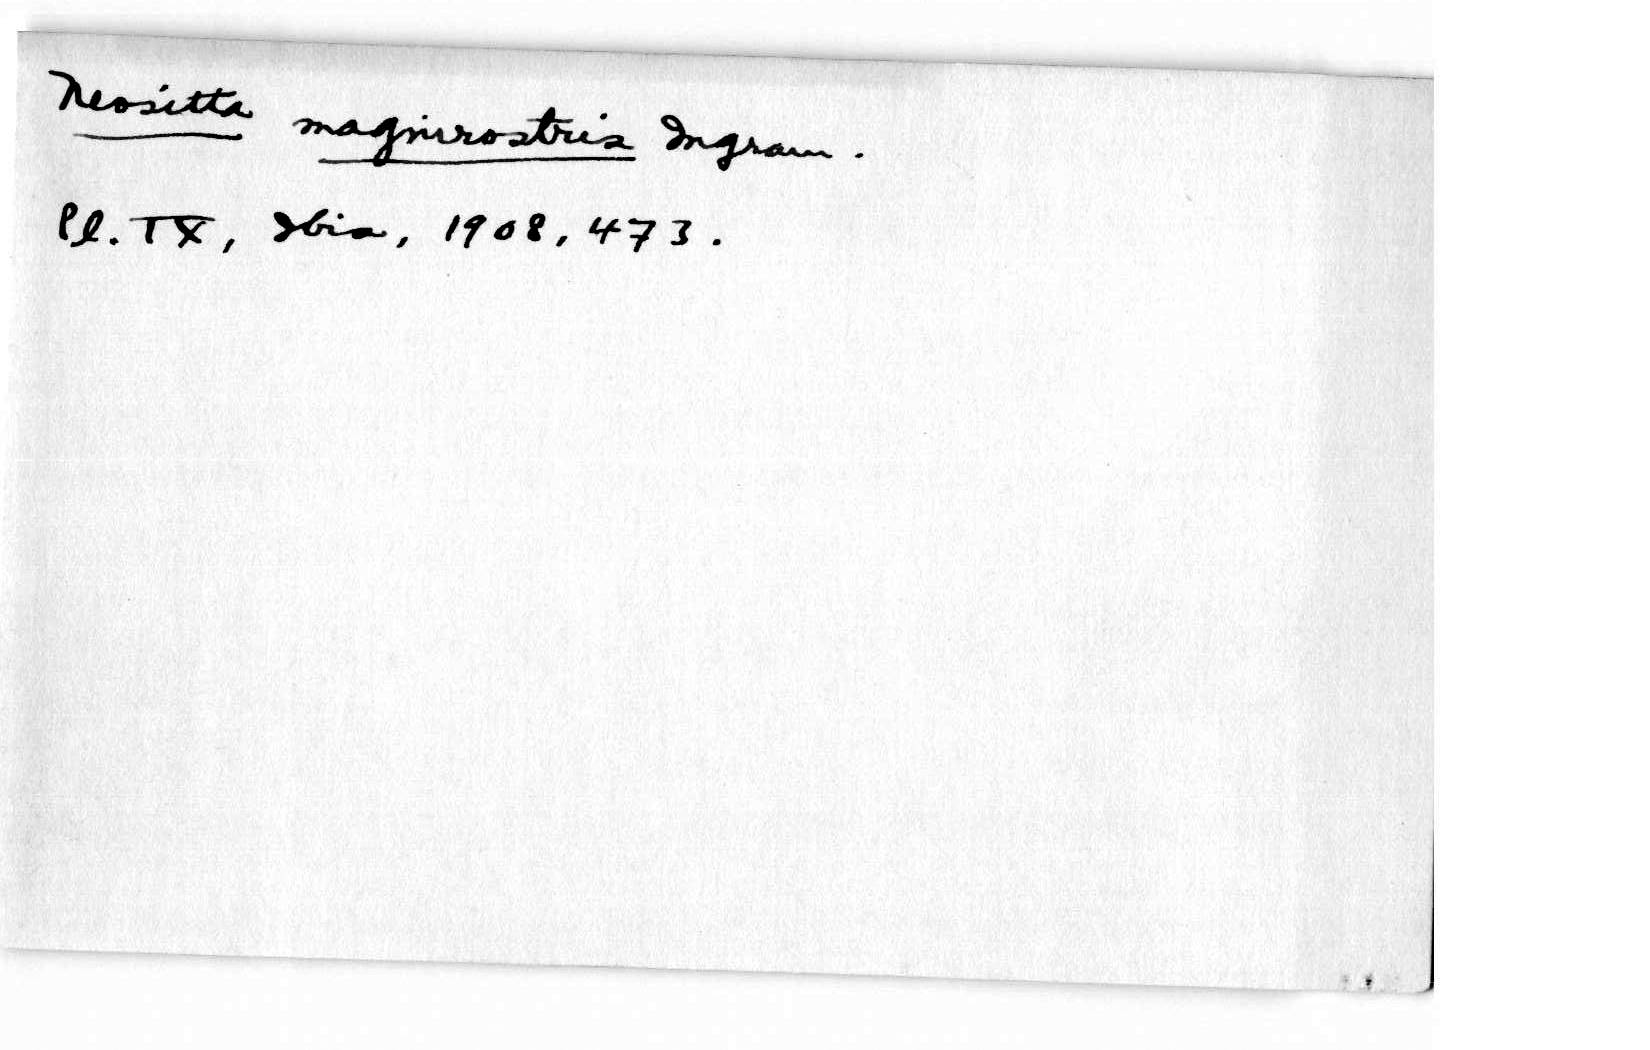 Neositta magnirostris Ingram.
Pl. IX, Ibis, 1908, 473.